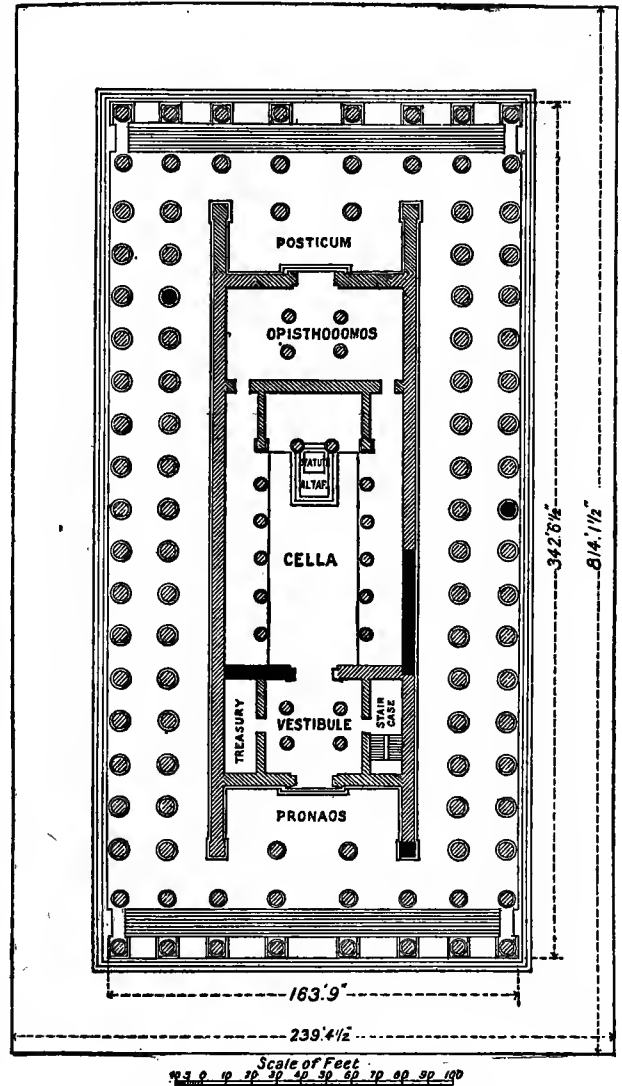 POSTICUM
OPISTHODOMOS
STATUE
ALTAR
CELLA
TREASURY
VESTIBULE
STAIR
CASE
PRONAOS
342'.6½"
814'.1½"
163'.9"
239'.4½"
Scale of Feet
10 5 0 10 20 30 40 50 60 70 80 90 100